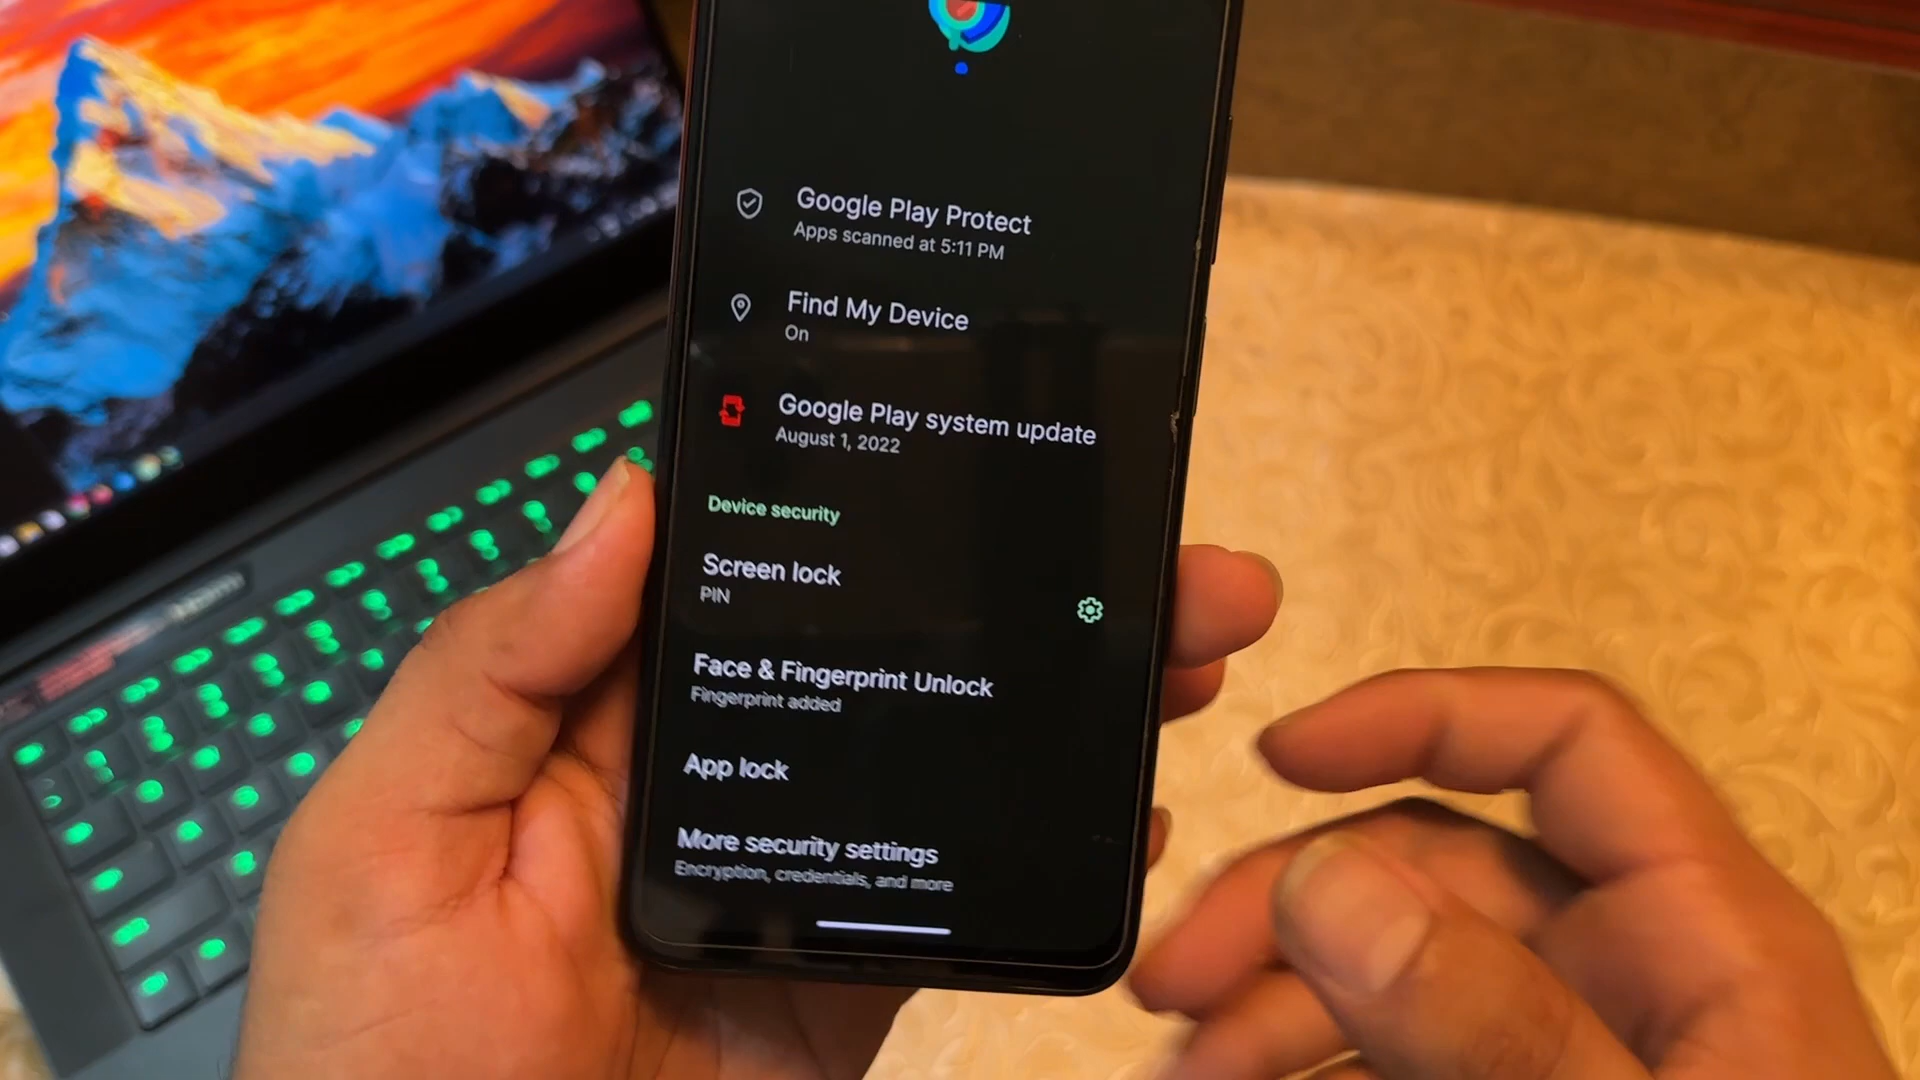 Google Play Protect
Apps scanned at 5:11 PM
Find My Device
On
Google Play system update
August 1, 2022
Device security
Screen lock
PIN
Face & Fingerprint Unlock
Fingerprint added
App lock
More security settings
Encryption, credentials, and more